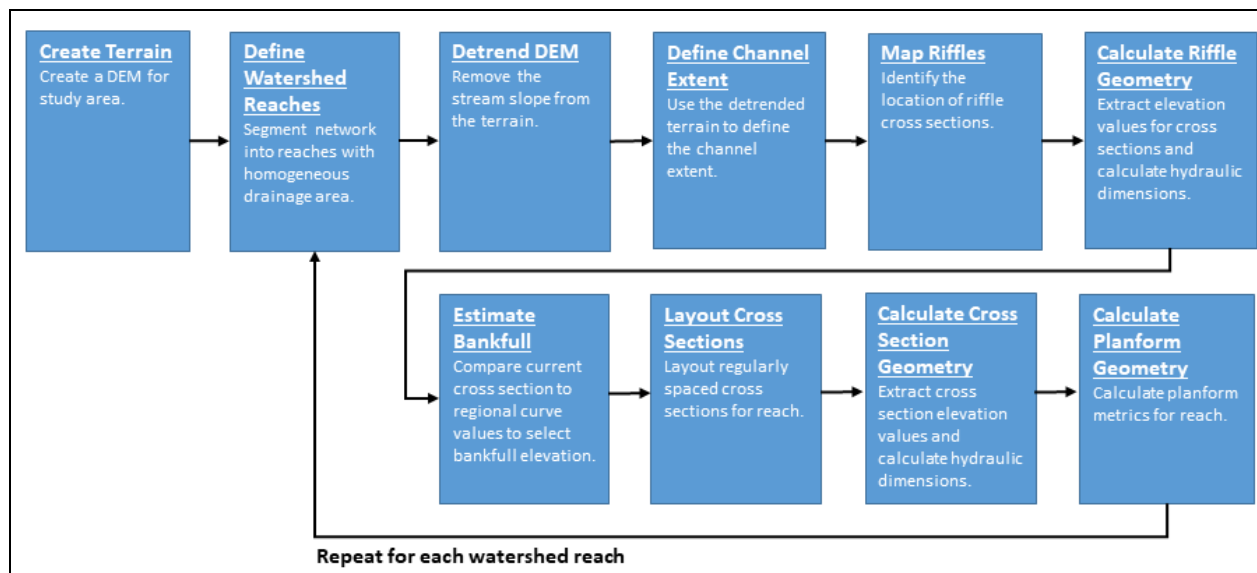 Create Terrain
Create a DEM for
study area.
Define
Watershed
Reaches
Segment network
into reaches with
homogeneous
drainage area.
Detrend DEM
Remove the
stream slope from
the terrain.
Define Channel
Extent
Use the detrended
terrain to define
the channel
extent.
Map Riffles
Identify the
location of riffle
cross sections.
Calculate Riffle
Geometry
Extract elevation
values for cross
sections and
calculate hydraulic
dimensions.
Estimate
Bankfull
Compare current
cross section to
regional curve
values to select
bankfull elevation.
Layout Cross
Sections
Layout regularly
spaced cross
sections for reach.
Calculate Cross
Section
Geometry
Extract cross
section elevation
values and
calculate hydraulic
dimensions.
Calculate
Planform
Geometry
Calculate planform
metrics for reach.
Repeat for each watershed reach